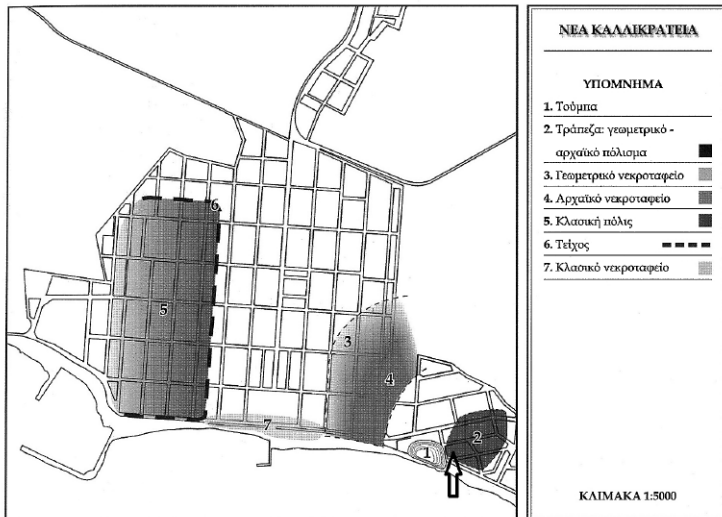 ΝΕΑ ΚΑΛΛΙΚΡΑΤΕΙΑ
ΥΠΟΜΝΗΜΑ
1. Τούμπα
2. Τράπεζα: γεωμετρικό -
αρχαϊκό πόλισμα
3. Γεωμετρικό νεκροταφείο
4. Αρχαϊκό νεκροταφείο
5. Κλασική πόλις
6. Τείχος
7. Κλασικό νεκροταφείο
ΚΛΙΜΑΚΑ 1:5000
6
5
3
4
7
2
1